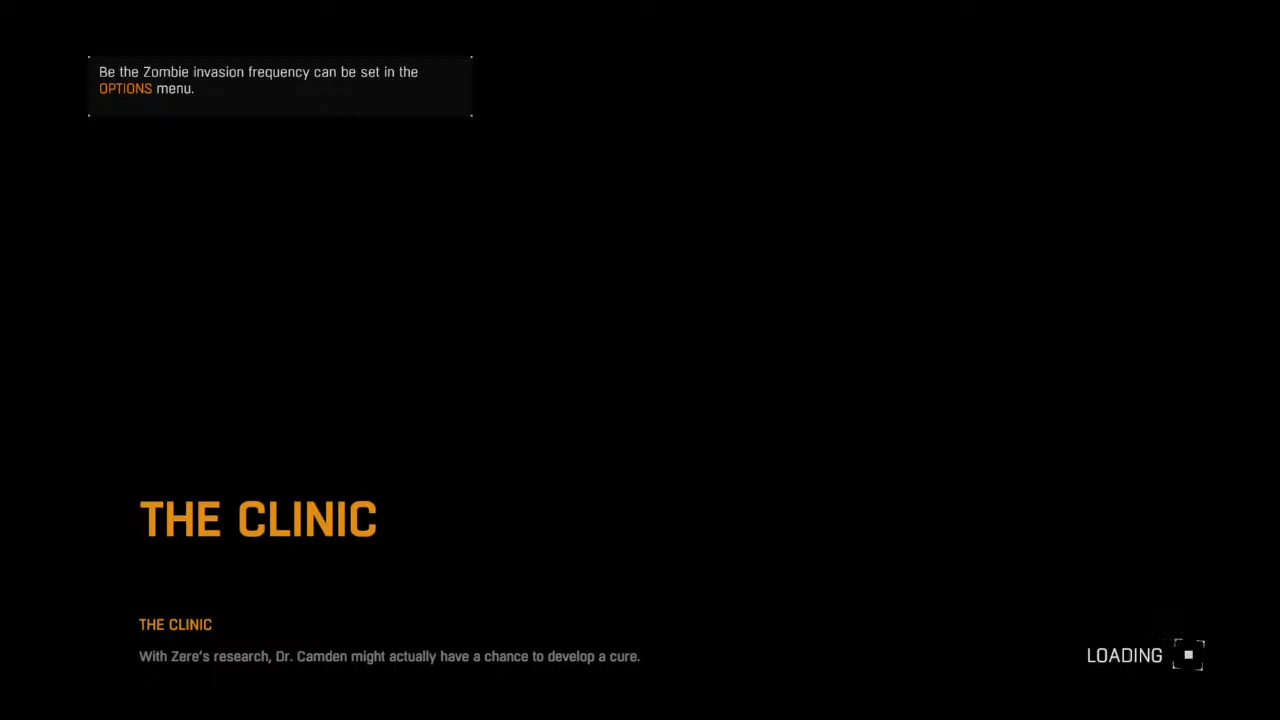 Be the Zombie invasion frequency can be set in the
OPTIONS menu.
THE CLINIC
THE CLINIC
With Zere's research, Dr. Camden might actually have a chance to develop a cure.
LOADING